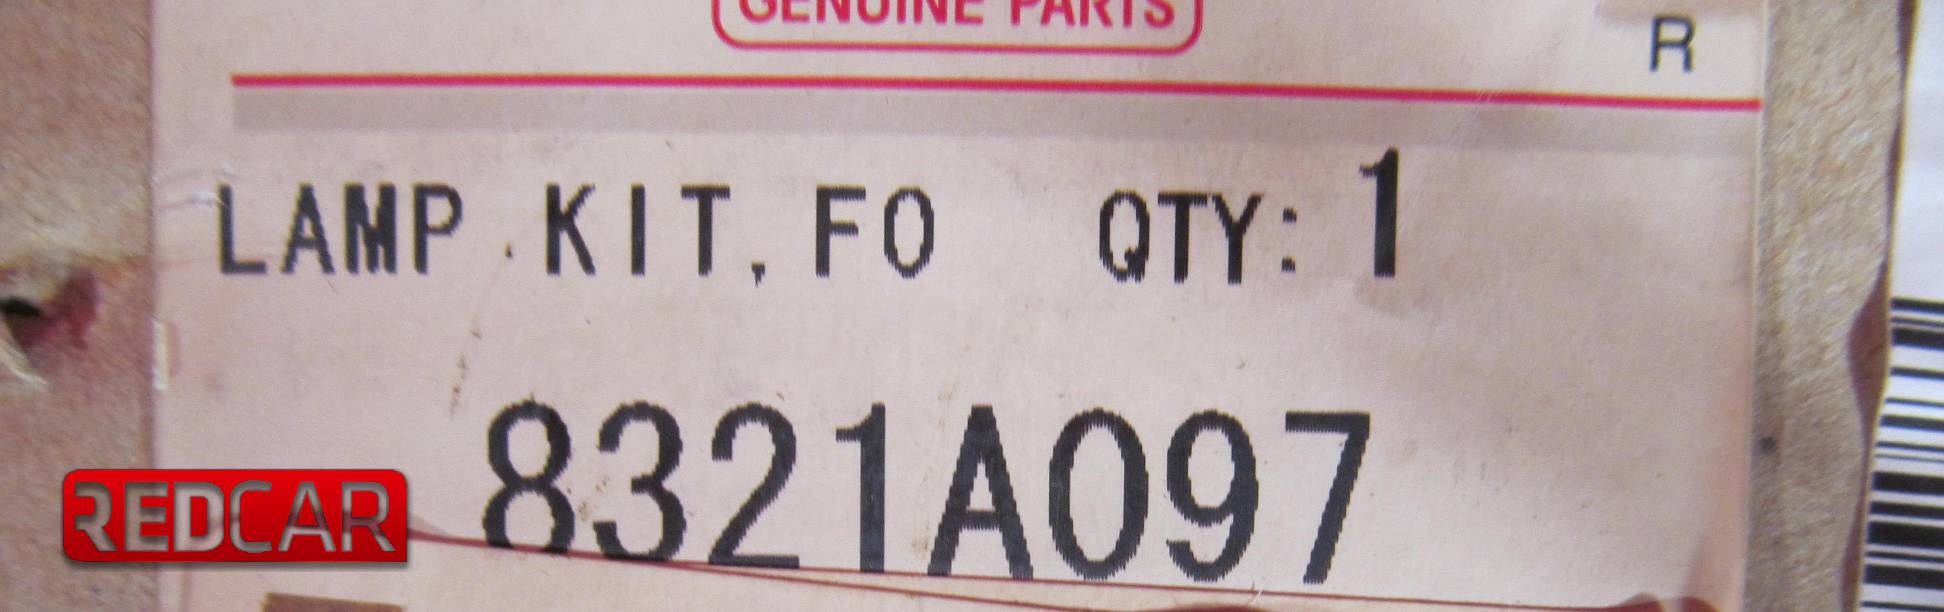 GENUINE PARTS
R
LAMP KIT, FO QTY: 1
8321A097
REDCAR